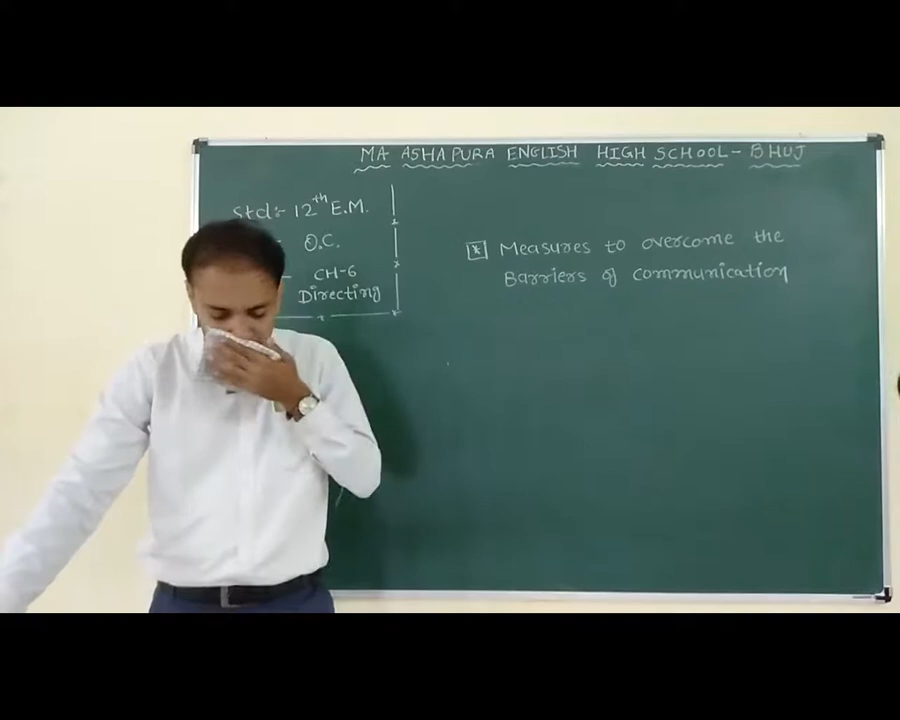 MA ASHAPURA ENGLISH HIGH SCHOOL - BHUJ
Std:- 12th E.M.
:- O.C.
CH-6
Directing
* Measures to overcome the
Barriers of communication